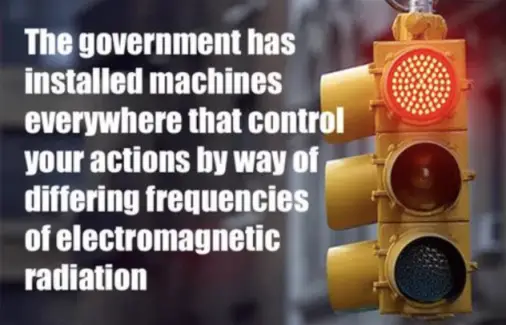 The government has
installed machines
everywhere that control
your actions by way of
differing frequencies
of electromagnetic
radiation